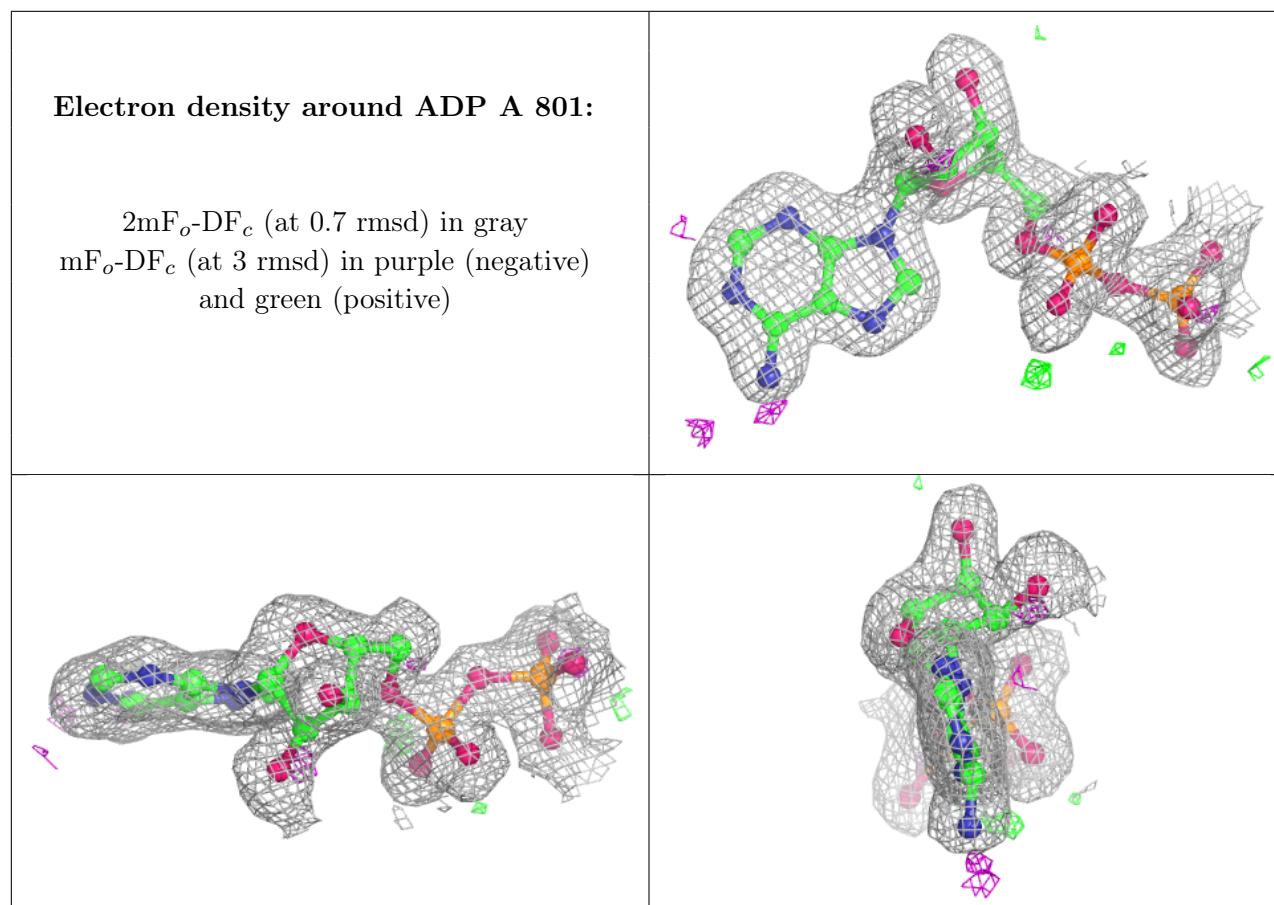 Electron density around ADP A 801:
2mFₒ-DF𝒸 (at 0.7 rmsd) in gray
mFₒ-DF𝒸 (at 3 rmsd) in purple (negative)
and green (positive)